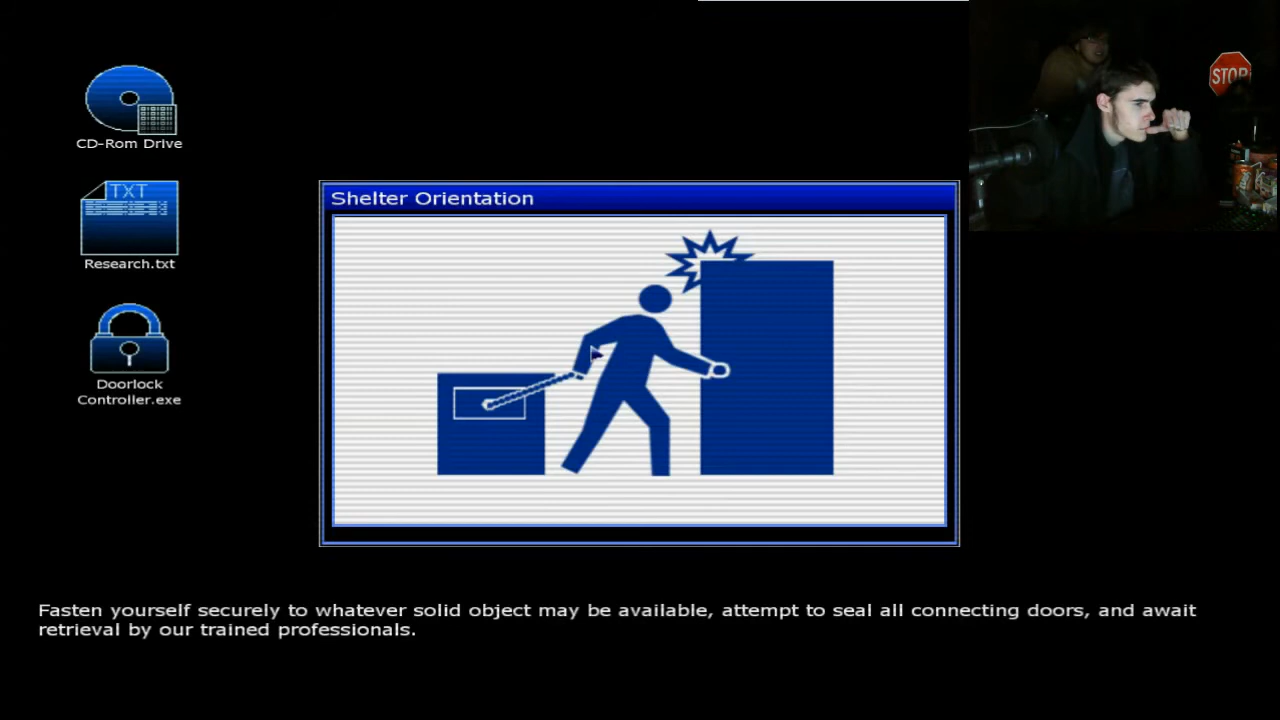 STOP
CD-Rom Drive
TXT
Research.txt
Doorlock
Controller.exe
Shelter Orientation
Fasten yourself securely to whatever solid object may be available, attempt to seal all connecting doors, and await
retrieval by our trained professionals.